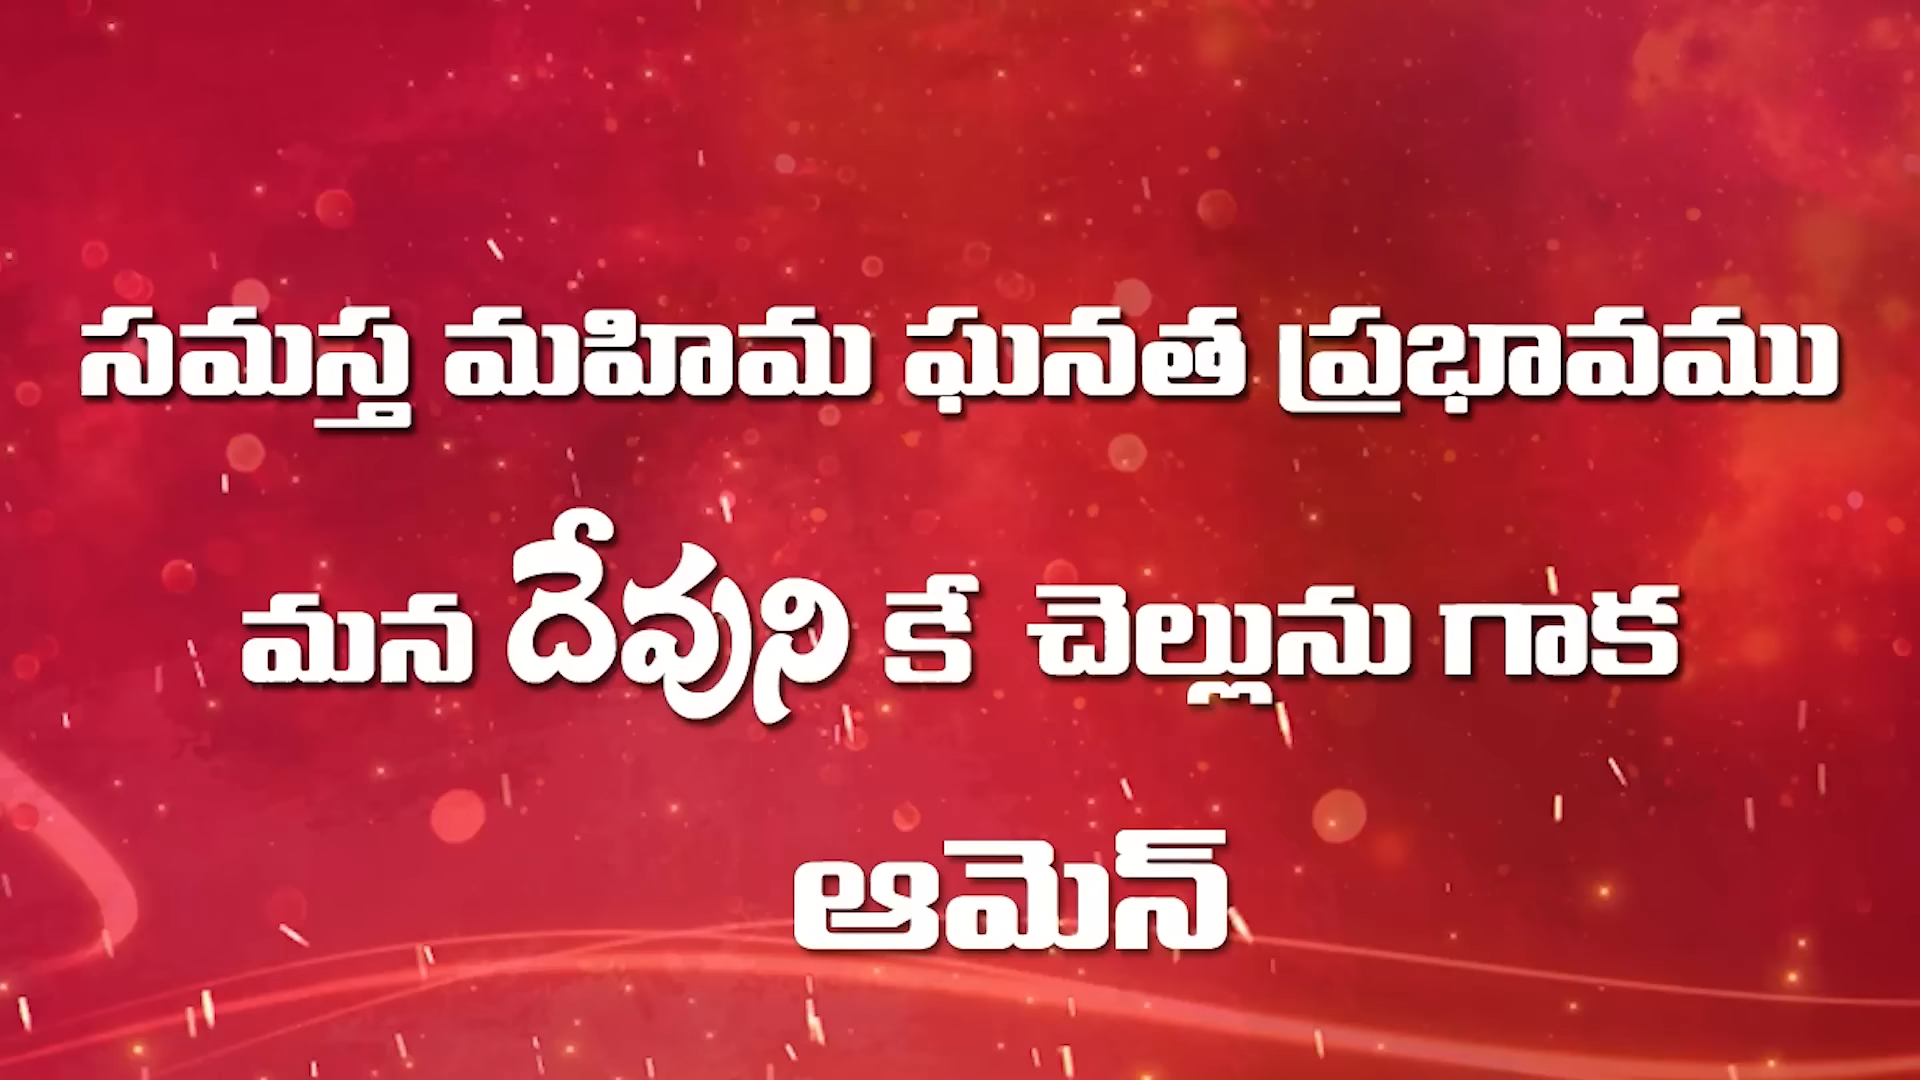 సమస్త మహిమ ఘనత ప్రభావము
మన దేవుని కే చెల్లును గాక
ఆమెన్